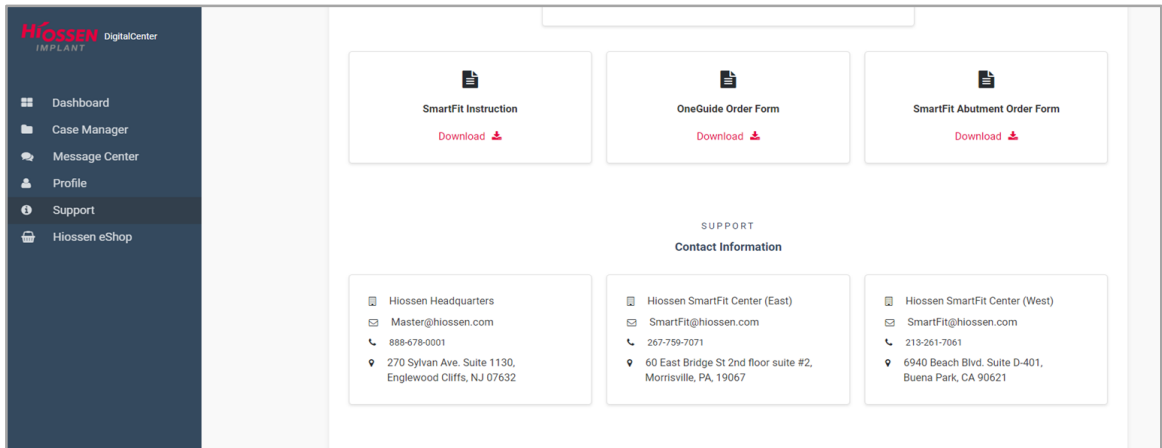 HIOSSEN
IMPLANT
DigitalCenter
Dashboard
Case Manager
Message Center
Profile
Support
Hiossen eShop
SmartFit Instruction
Download
OneGuide Order Form
Download
SmartFit Abutment Order Form
Download
SUPPORT
Contact Information
Hiossen Headquarters
Master@hiossen.com
888-678-0001
270 Sylvan Ave. Suite 1130,
Englewood Cliffs, NJ 07632
Hiossen SmartFit Center (East)
SmartFit@hiossen.com
267-759-7071
60 East Bridge St 2nd floor suite #2,
Morrisville, PA, 19067
Hiossen SmartFit Center (West)
SmartFit@hiossen.com
213-261-7061
6940 Beach Blvd. Suite D-401,
Buena Park, CA 90621